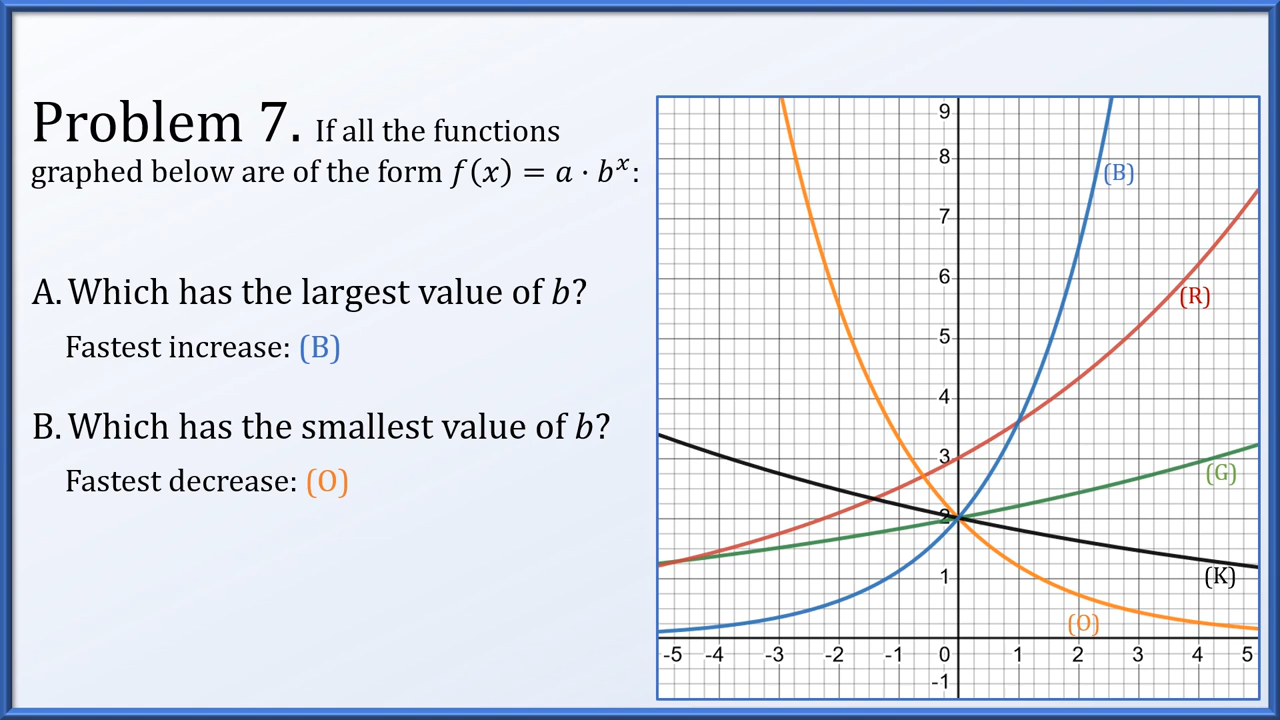 Problem 7. If all the functions
graphed below are of the form f(x) = a · bˣ:
A. Which has the largest value of b?
Fastest increase: (B)
B. Which has the smallest value of b?
Fastest decrease: (O)
9
8
(B)
7
6
(R)
5
4
3
(G)
2
1
(K)
(O)
-5 -4 -3 -2 -1 0 1 2 3 4 5
-1